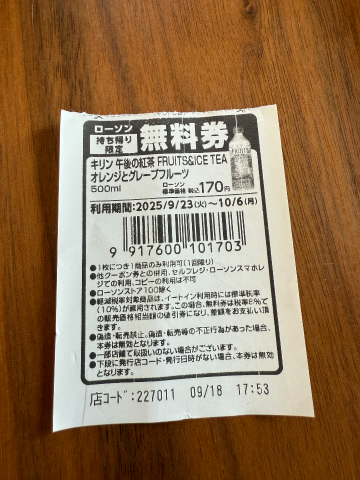 ローソン
持ち帰り
限定
無料券
キリン 午後の紅茶 FRUITS&ICE TEA
オレンジとグレープフルーツ
500ml
ローソン
標準価格 税込170円
利用期間:2025/9/23(火)~10/6(月)
9 917600 101703
●1枚につき1商品のみ利用可(1回限り)
●他クーポン券との併用、セルフレジ・ローソンスマホレ
ジでの利用、コピーの利用は不可
●ローソンストア100除く
●軽減税率対象商品は、イートイン利用時には標準税率
(10%)が適用されます。この場合、無料券は税率8%で
の販売価格相当額の値引券になり、差額をお支払い頂
きます。
●偽造・転売禁止。偽造・転売等の不正行為があった場合、
本券は無効となります。
●一部店舗で取扱いのない場合がございます。
●下段に発行店コード・発行日時がない場合、本券は無効
となります。
店コード:227011 09/18 17:53